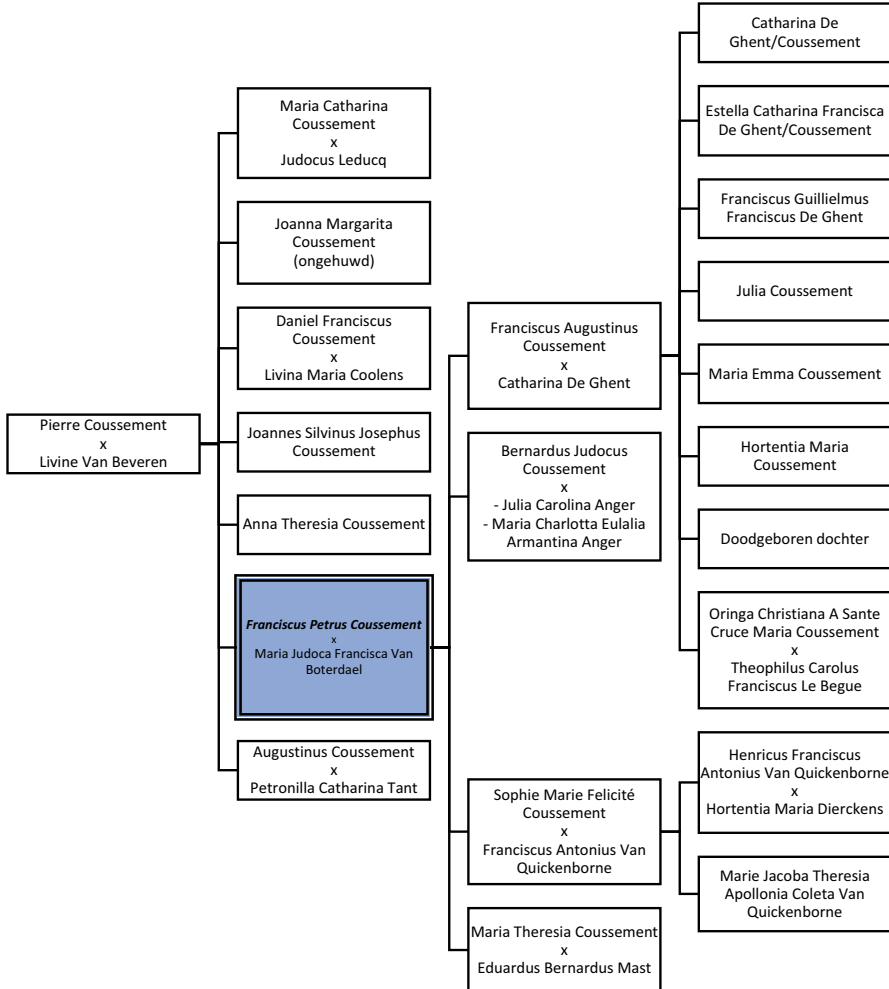 Pierre Coussement
x
Livine Van Beveren
Maria Catharina
Coussement
x
Judocus Leducq
Joanna Margarita
Coussement
(ongehuwd)
Daniel Franciscus
Coussement
x
Livina Maria Coolens
Joannes Silvinus Josephus
Coussement
Anna Theresia Coussement
Franciscus Petrus Coussement
x
Maria Judoca Francisca Van
Boterdael
Augustinus Coussement
x
Petronilla Catharina Tant
Franciscus Augustinus
Coussement
x
Catharina De Ghent
Bernardus Judocus
Coussement
x
- Julia Carolina Anger
- Maria Charlotta Eulalia
Armantina Anger
Sophie Marie Felicité
Coussement
x
Franciscus Antonius Van
Quickenborne
Maria Theresia Coussement
x
Eduardus Bernardus Mast
Catharina De
Ghent/Coussement
Estella Catharina Francisca
De Ghent/Coussement
Franciscus Guillielmus
Franciscus De Ghent
Julia Coussement
Maria Emma Coussement
Hortentia Maria
Coussement
Doodgeboren dochter
Oringa Christiana A Sante
Cruce Maria Coussement
x
Theophilus Carolus
Franciscus Le Begue
Henricus Franciscus
Antonius Van Quickenborne
x
Hortentia Maria Dierckens
Marie Jacoba Theresia
Apollonia Coleta Van
Quickenborne